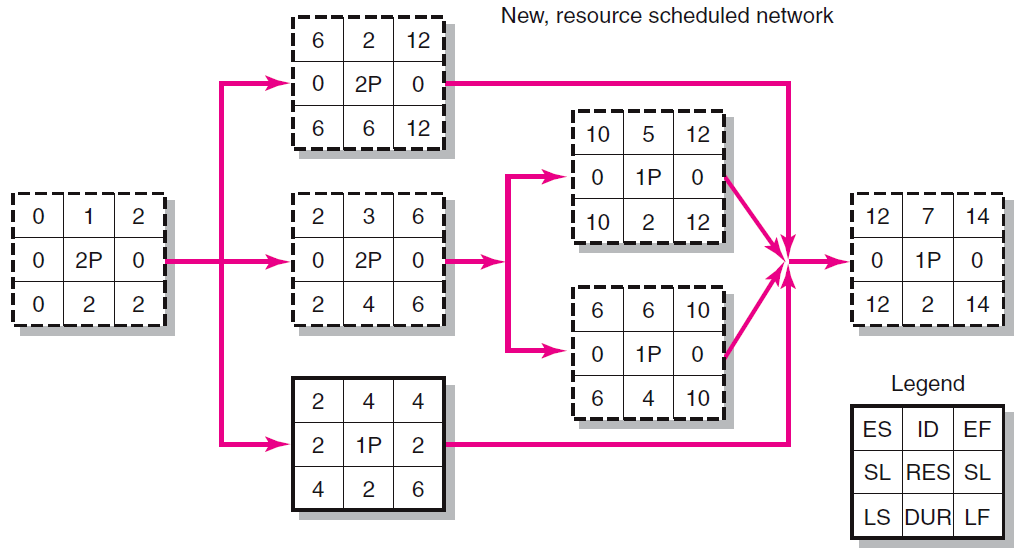 New, resource scheduled network
6 2 12
0 2P 0
6 6 12
10 5 12
0 1P 0
10 2 12
0 1 2
0 2P 0
0 2 2
2 3 6
0 2P 0
2 4 6
12 7 14
0 1P 0
12 2 14
6 6 10
0 1P 0
6 4 10
2 4 4
2 1P 2
4 2 6
Legend
ES ID EF
SL RES SL
LS DUR LF